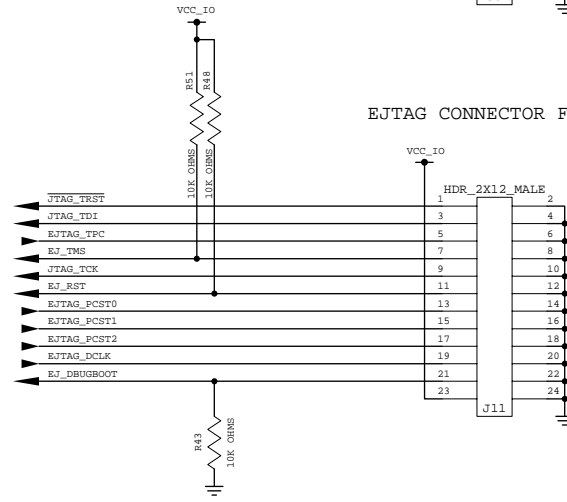 VCC_IO
R51
R48
10K OHMS
10K OHMS
EJTAG CONNECTOR F
VCC_IO
HDR_2X12_MALE
JTAG_TRST 1 2
JTAG_TDI 3 4
EJTAG_TPC 5 6
EJ_TMS 7 8
JTAG_TCK 9 10
EJ_RST 11 12
EJTAG_PCST0 13 14
EJTAG_PCST1 15 16
EJTAG_PCST2 17 18
EJTAG_DCLK 19 20
EJ_DBUGBOOT 21 22
23 24
J11
R43
10K OHMS